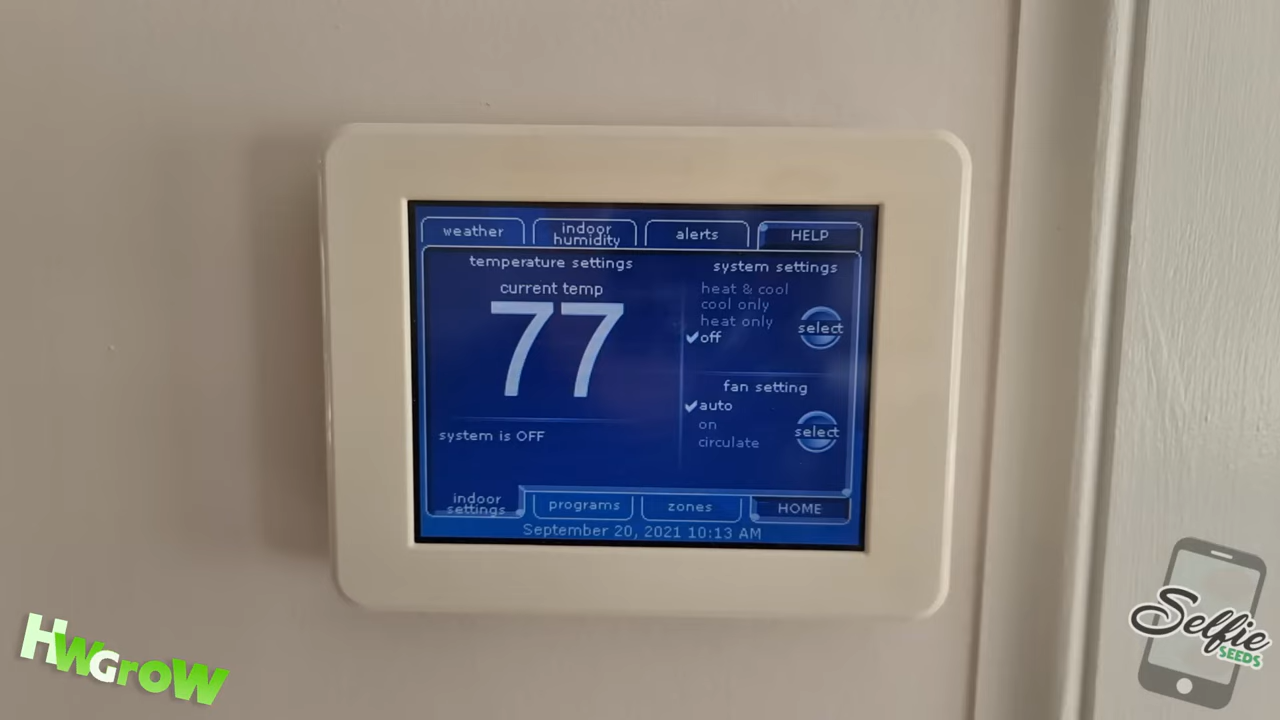 weather
indoor
humidity
alerts
HELP
temperature settings
current temp
77
system is OFF
system settings
heat & cool
cool only
heat only
✔off
select
fan setting
✔auto
on
circulate
select
indoor
settings
programs
zones
HOME
September 20, 2021 10:13 AM
HWGroW
Selfie
SEEDS